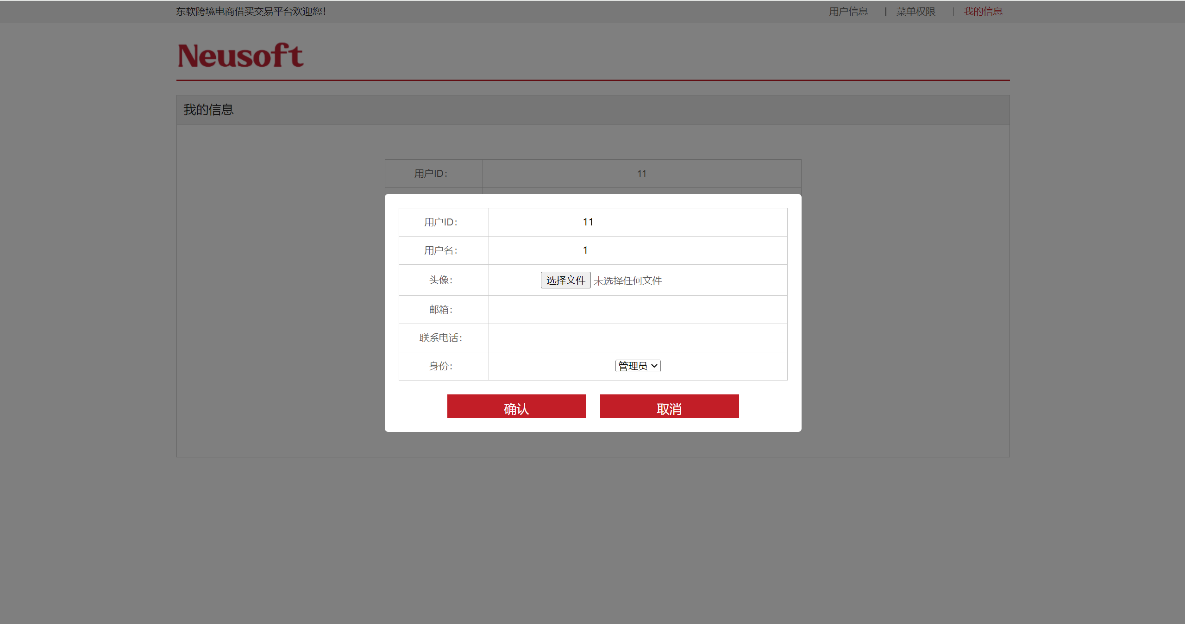 东软跨境电商借买交易平台欢迎您！
用户信息 | 菜单权限 | 我的信息
Neusoft
我的信息
用户ID： 11
用户ID： 11
用户名： 1
头像： 选择文件 未选择任何文件
邮箱：
联系电话：
身份： 管理员
确认 取消